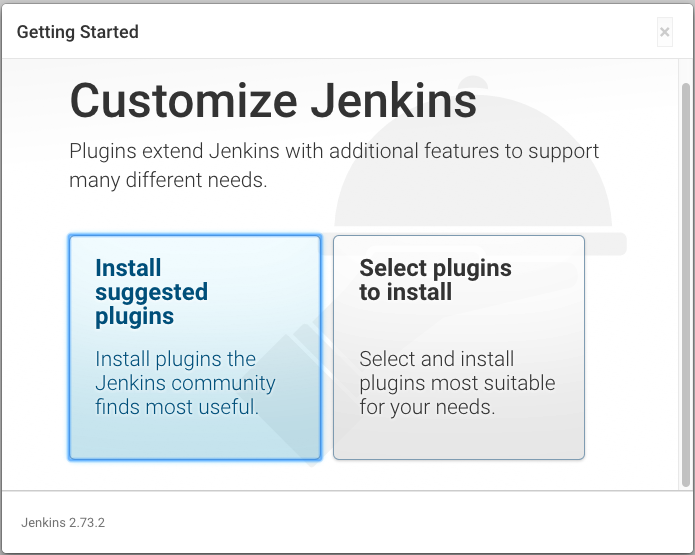 Getting Started
×
Customize Jenkins
Plugins extend Jenkins with additional features to support
many different needs.
Install
suggested
plugins
Install plugins the
Jenkins community
finds most useful.
Select plugins
to install
Select and install
plugins most suitable
for your needs.
Jenkins 2.73.2